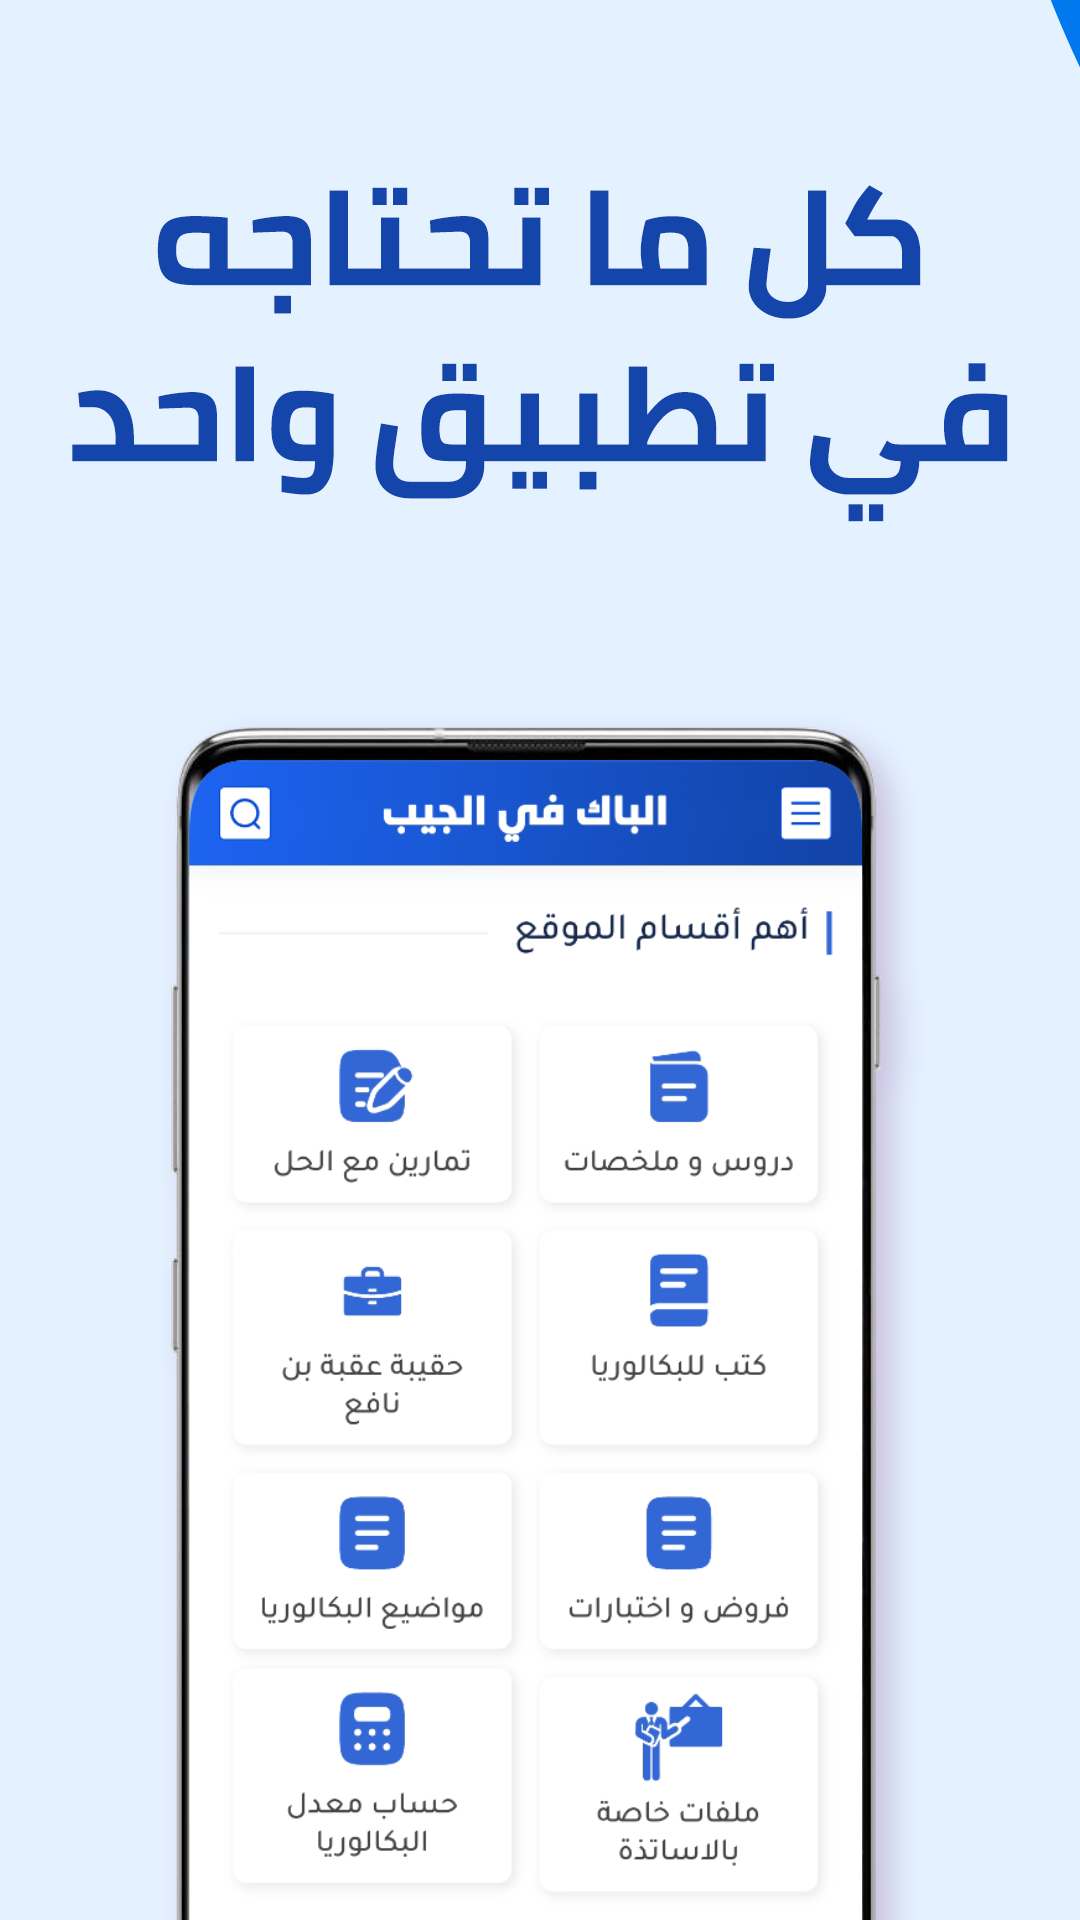 كل ما تحتاجه
في تطبيق واحد
الباك في الجيب
أهم أقسام الموقع
دروس و ملخصات
تمارين مع الحل
كتب للبكالوريا
حقيبة عقبة بن
نافع
فروض و اختبارات
مواضيع البكالوريا
ملفات خاصة
بالاساتذة
حساب معدل
البكالوريا